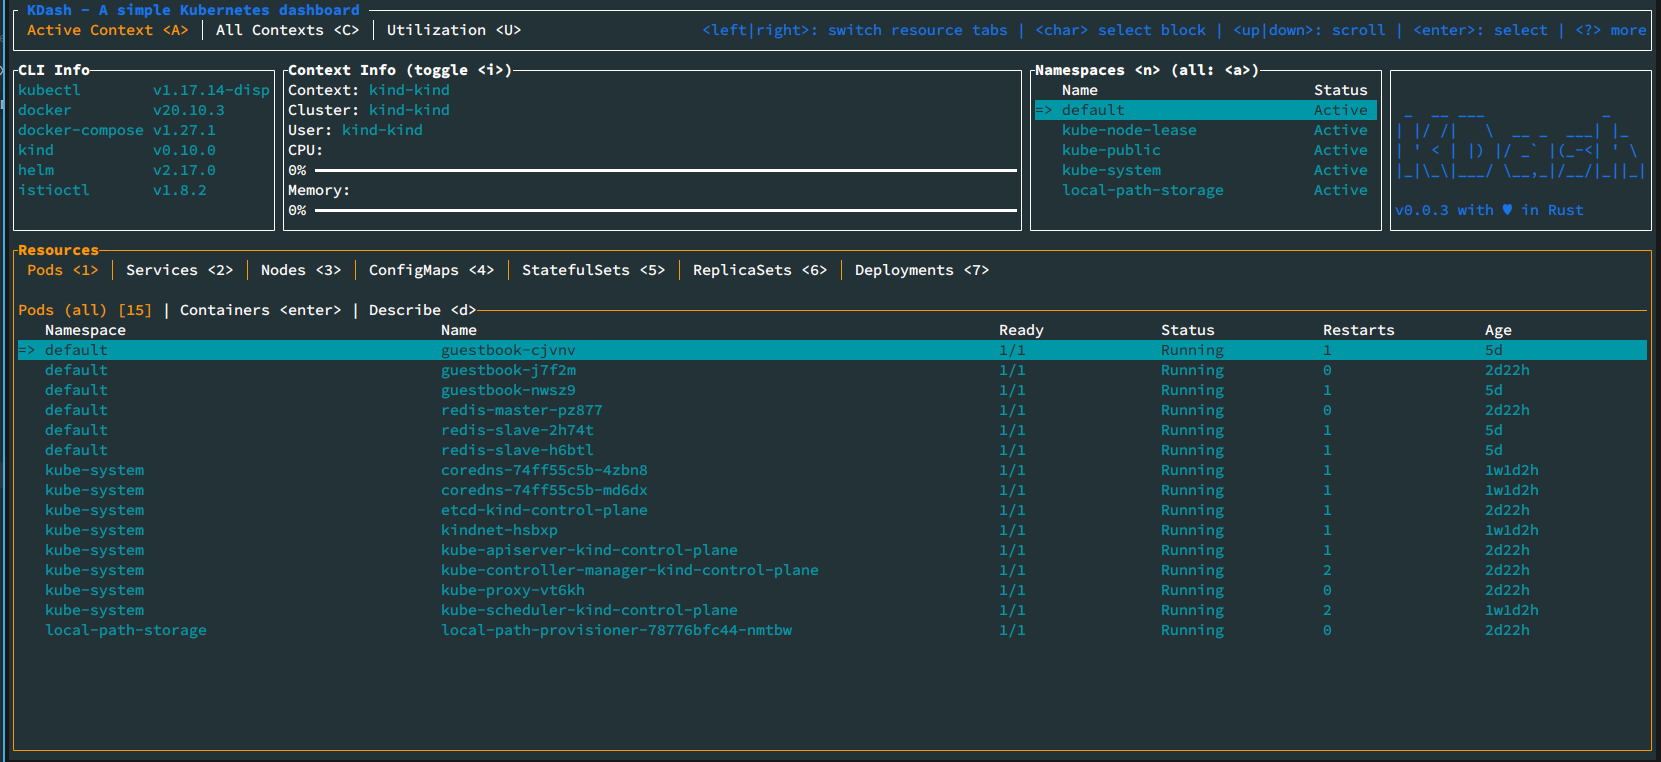 KDash - A simple Kubernetes dashboard
Active Context <A> | All Contexts <C> | Utilization <U> <left|right>: switch resource tabs | <char> select block | <up|down>: scroll | <enter>: select | <?> more
CLI Info
kubectl v1.17.14-disp
docker v20.10.3
docker-compose v1.27.1
kind v0.10.0
helm v2.17.0
istioctl v1.8.2
Context Info (toggle <i>)
Context: kind-kind
Cluster: kind-kind
User: kind-kind
CPU:
0%
Memory:
0%
Namespaces <n> (all: <a>)
Name Status
=> default Active
kube-node-lease Active
kube-public Active
kube-system Active
local-path-storage Active
KDash
v0.0.3 with ♥ in Rust
Resources
Pods <1> | Services <2> | Nodes <3> | ConfigMaps <4> | StatefulSets <5> | ReplicaSets <6> | Deployments <7>
Pods (all) [15] | Containers <enter> | Describe <d>
Namespace Name Ready Status Restarts Age
=> default guestbook-cjvnv 1/1 Running 1 5d
default guestbook-j7f2m 1/1 Running 0 2d22h
default guestbook-nwsz9 1/1 Running 1 5d
default redis-master-pz877 1/1 Running 0 2d22h
default redis-slave-2h74t 1/1 Running 1 5d
default redis-slave-h6btl 1/1 Running 1 5d
kube-system coredns-74ff55c5b-4zbn8 1/1 Running 1 1w1d2h
kube-system coredns-74ff55c5b-md6dx 1/1 Running 1 1w1d2h
kube-system etcd-kind-control-plane 1/1 Running 1 2d22h
kube-system kindnet-hsbxp 1/1 Running 1 1w1d2h
kube-system kube-apiserver-kind-control-plane 1/1 Running 1 2d22h
kube-system kube-controller-manager-kind-control-plane 1/1 Running 2 2d22h
kube-system kube-proxy-vt6kh 1/1 Running 0 2d22h
kube-system kube-scheduler-kind-control-plane 1/1 Running 2 1w1d2h
local-path-storage local-path-provisioner-78776bfc44-nmtbw 1/1 Running 0 2d22h